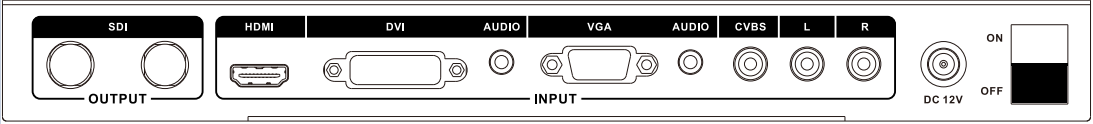 SDI
OUTPUT
HDMI DVI AUDIO VGA AUDIO CVBS L R
INPUT
DC 12V
ON
OFF